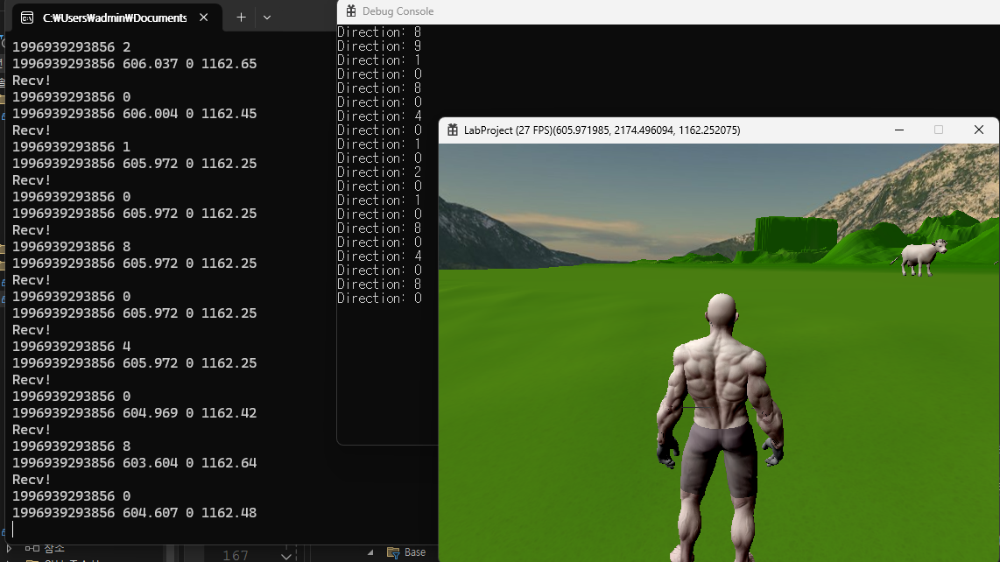 C:₩Users₩admin₩Documents
1996939293856 2
1996939293856 606.037 0 1162.65
Recv!
1996939293856 0
1996939293856 606.004 0 1162.45
Recv!
1996939293856 1
1996939293856 605.972 0 1162.25
Recv!
1996939293856 0
1996939293856 605.972 0 1162.25
Recv!
1996939293856 8
1996939293856 605.972 0 1162.25
Recv!
1996939293856 0
1996939293856 605.972 0 1162.25
Recv!
1996939293856 4
1996939293856 605.972 0 1162.25
Recv!
1996939293856 0
1996939293856 604.969 0 1162.42
Recv!
1996939293856 8
1996939293856 603.604 0 1162.64
Recv!
1996939293856 0
1996939293856 604.607 0 1162.48
Debug Console
Direction: 8
Direction: 9
Direction: 1
Direction: 0
Direction: 8
Direction: 0
Direction: 4
Direction: 0
Direction: 1
Direction: 0
Direction: 2
Direction: 0
Direction: 1
Direction: 0
Direction: 8
Direction: 0
Direction: 4
Direction: 0
Direction: 8
Direction: 0
LabProject (27 FPS)(605.971985, 2174.496094, 1162.252075)
참조
167
Base